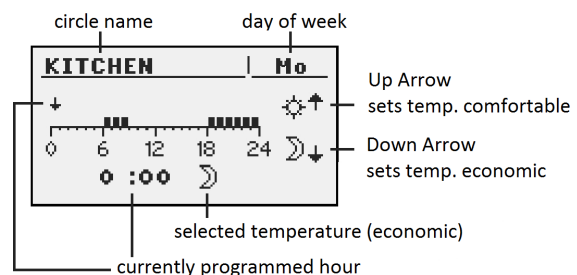 circle name
day of week
KITCHEN
Mo
Up Arrow
sets temp. comfortable
0 6 12 18 24
Down Arrow
sets temp. economic
0 :00
selected temperature (economic)
currently programmed hour